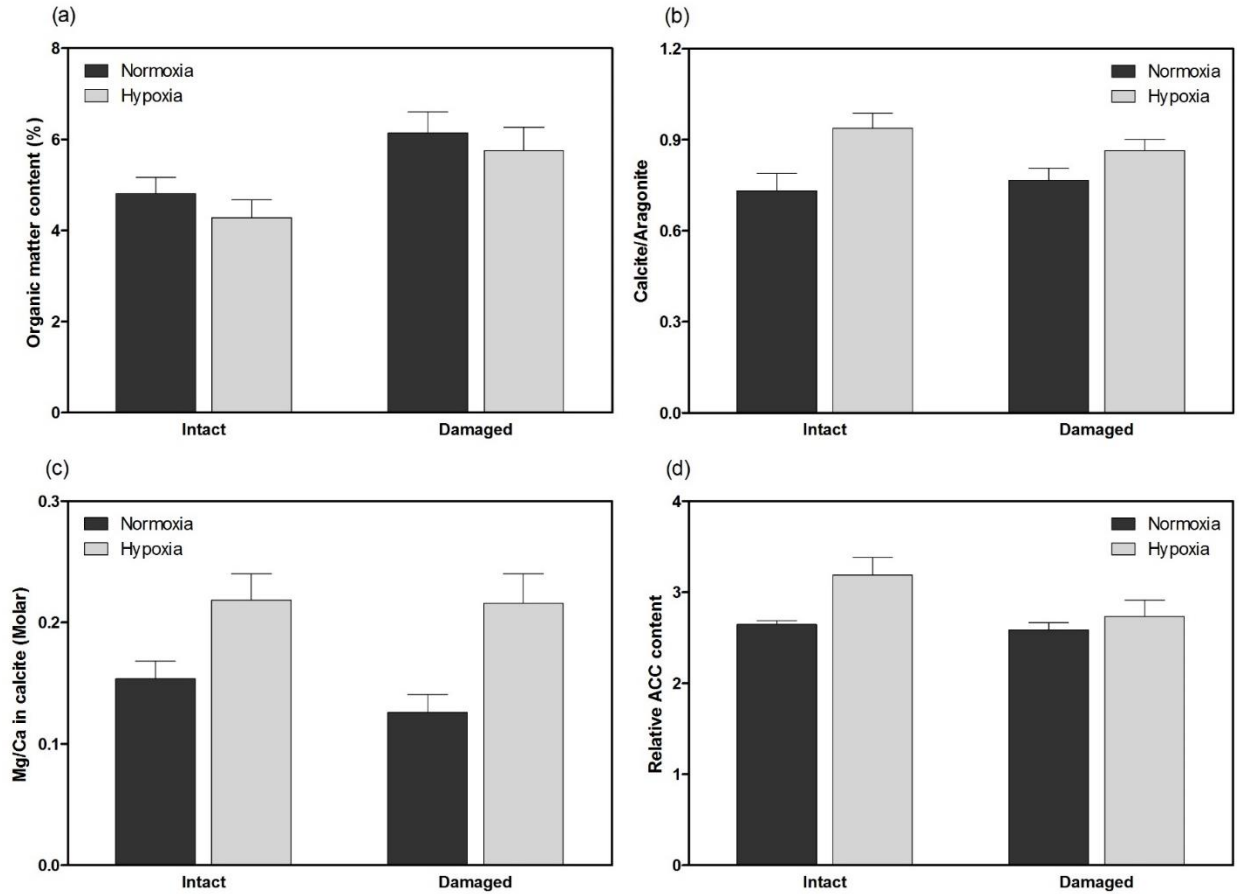 (a)
Organic matter content (%)
8
6
4
2
0
Normoxia
Hypoxia
Intact Damaged
(b)
Calcite/Aragonite
1.2
0.9
0.6
0.3
0.0
Normoxia
Hypoxia
Intact Damaged
(c)
Mg/Ca in calcite (Molar)
0.3
0.2
0.1
0.0
Normoxia
Hypoxia
Intact Damaged
(d)
Relative ACC content
4
3
2
1
0
Normoxia
Hypoxia
Intact Damaged